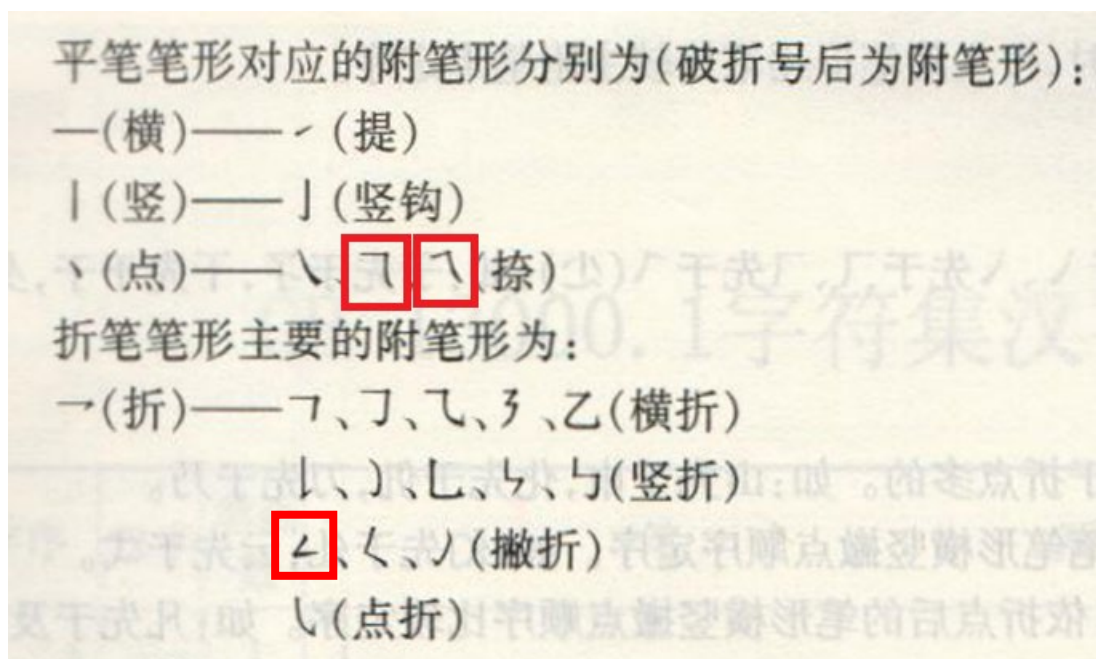 平笔笔形对应的附笔形分别为(破折号后为附笔形):
一(横)——㇀(提)
丨(竖)——亅(竖钩)
丶(点)——㇏ ㇕ ㇝(捺)
折笔笔形主要的附笔形为:
乛(折)——㇕、㇆、⺄、㇋、乙(横折)
㇄、㇁、乚、㇞、㇉(竖折)
㇜、㇛、㇓(撇折)
㇂(点折)